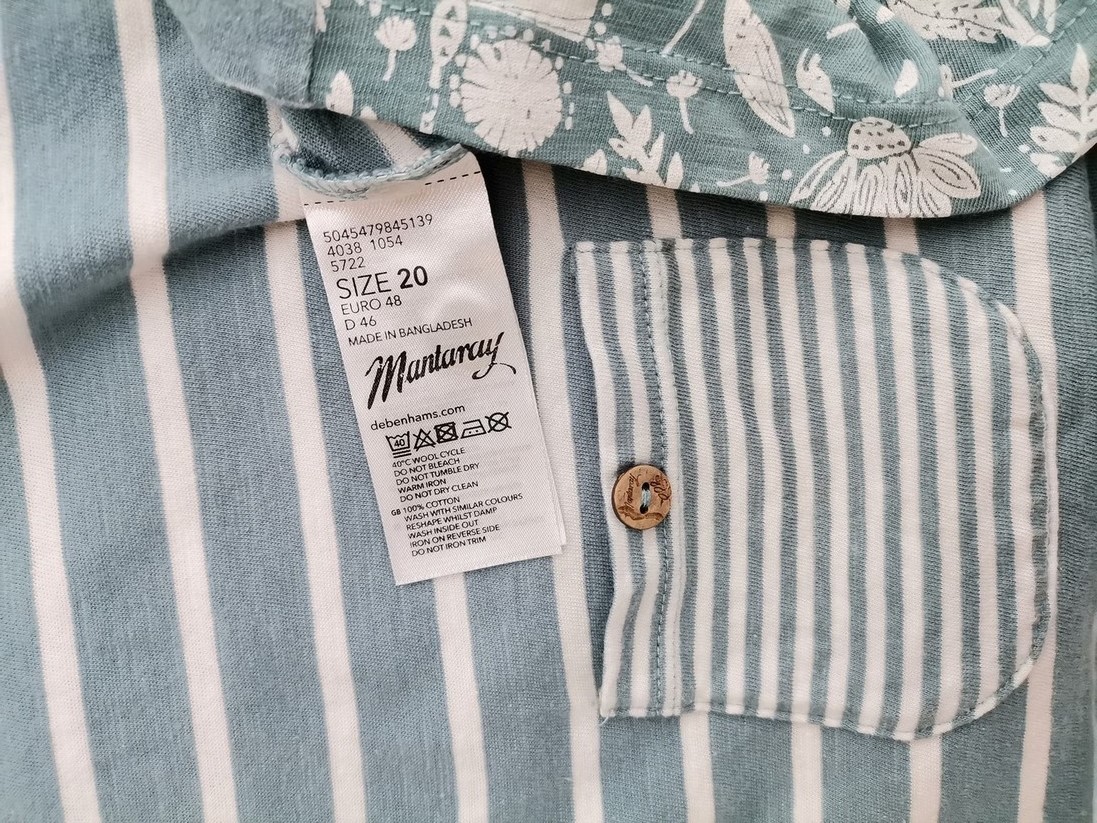 5045479845139
4038 1054
5722
SIZE 20
EURO 48
D 46
MADE IN BANGLADESH
Mantaray
debenhams.com
40
40°C WOOL CYCLE
DO NOT BLEACH
DO NOT TUMBLE DRY
WARM IRON
DO NOT DRY CLEAN
GB 100% COTTON
WASH WITH SIMILAR COLOURS
RESHAPE WHILST DAMP
WASH INSIDE OUT
IRON ON REVERSE SIDE
DO NOT IRON TRIM